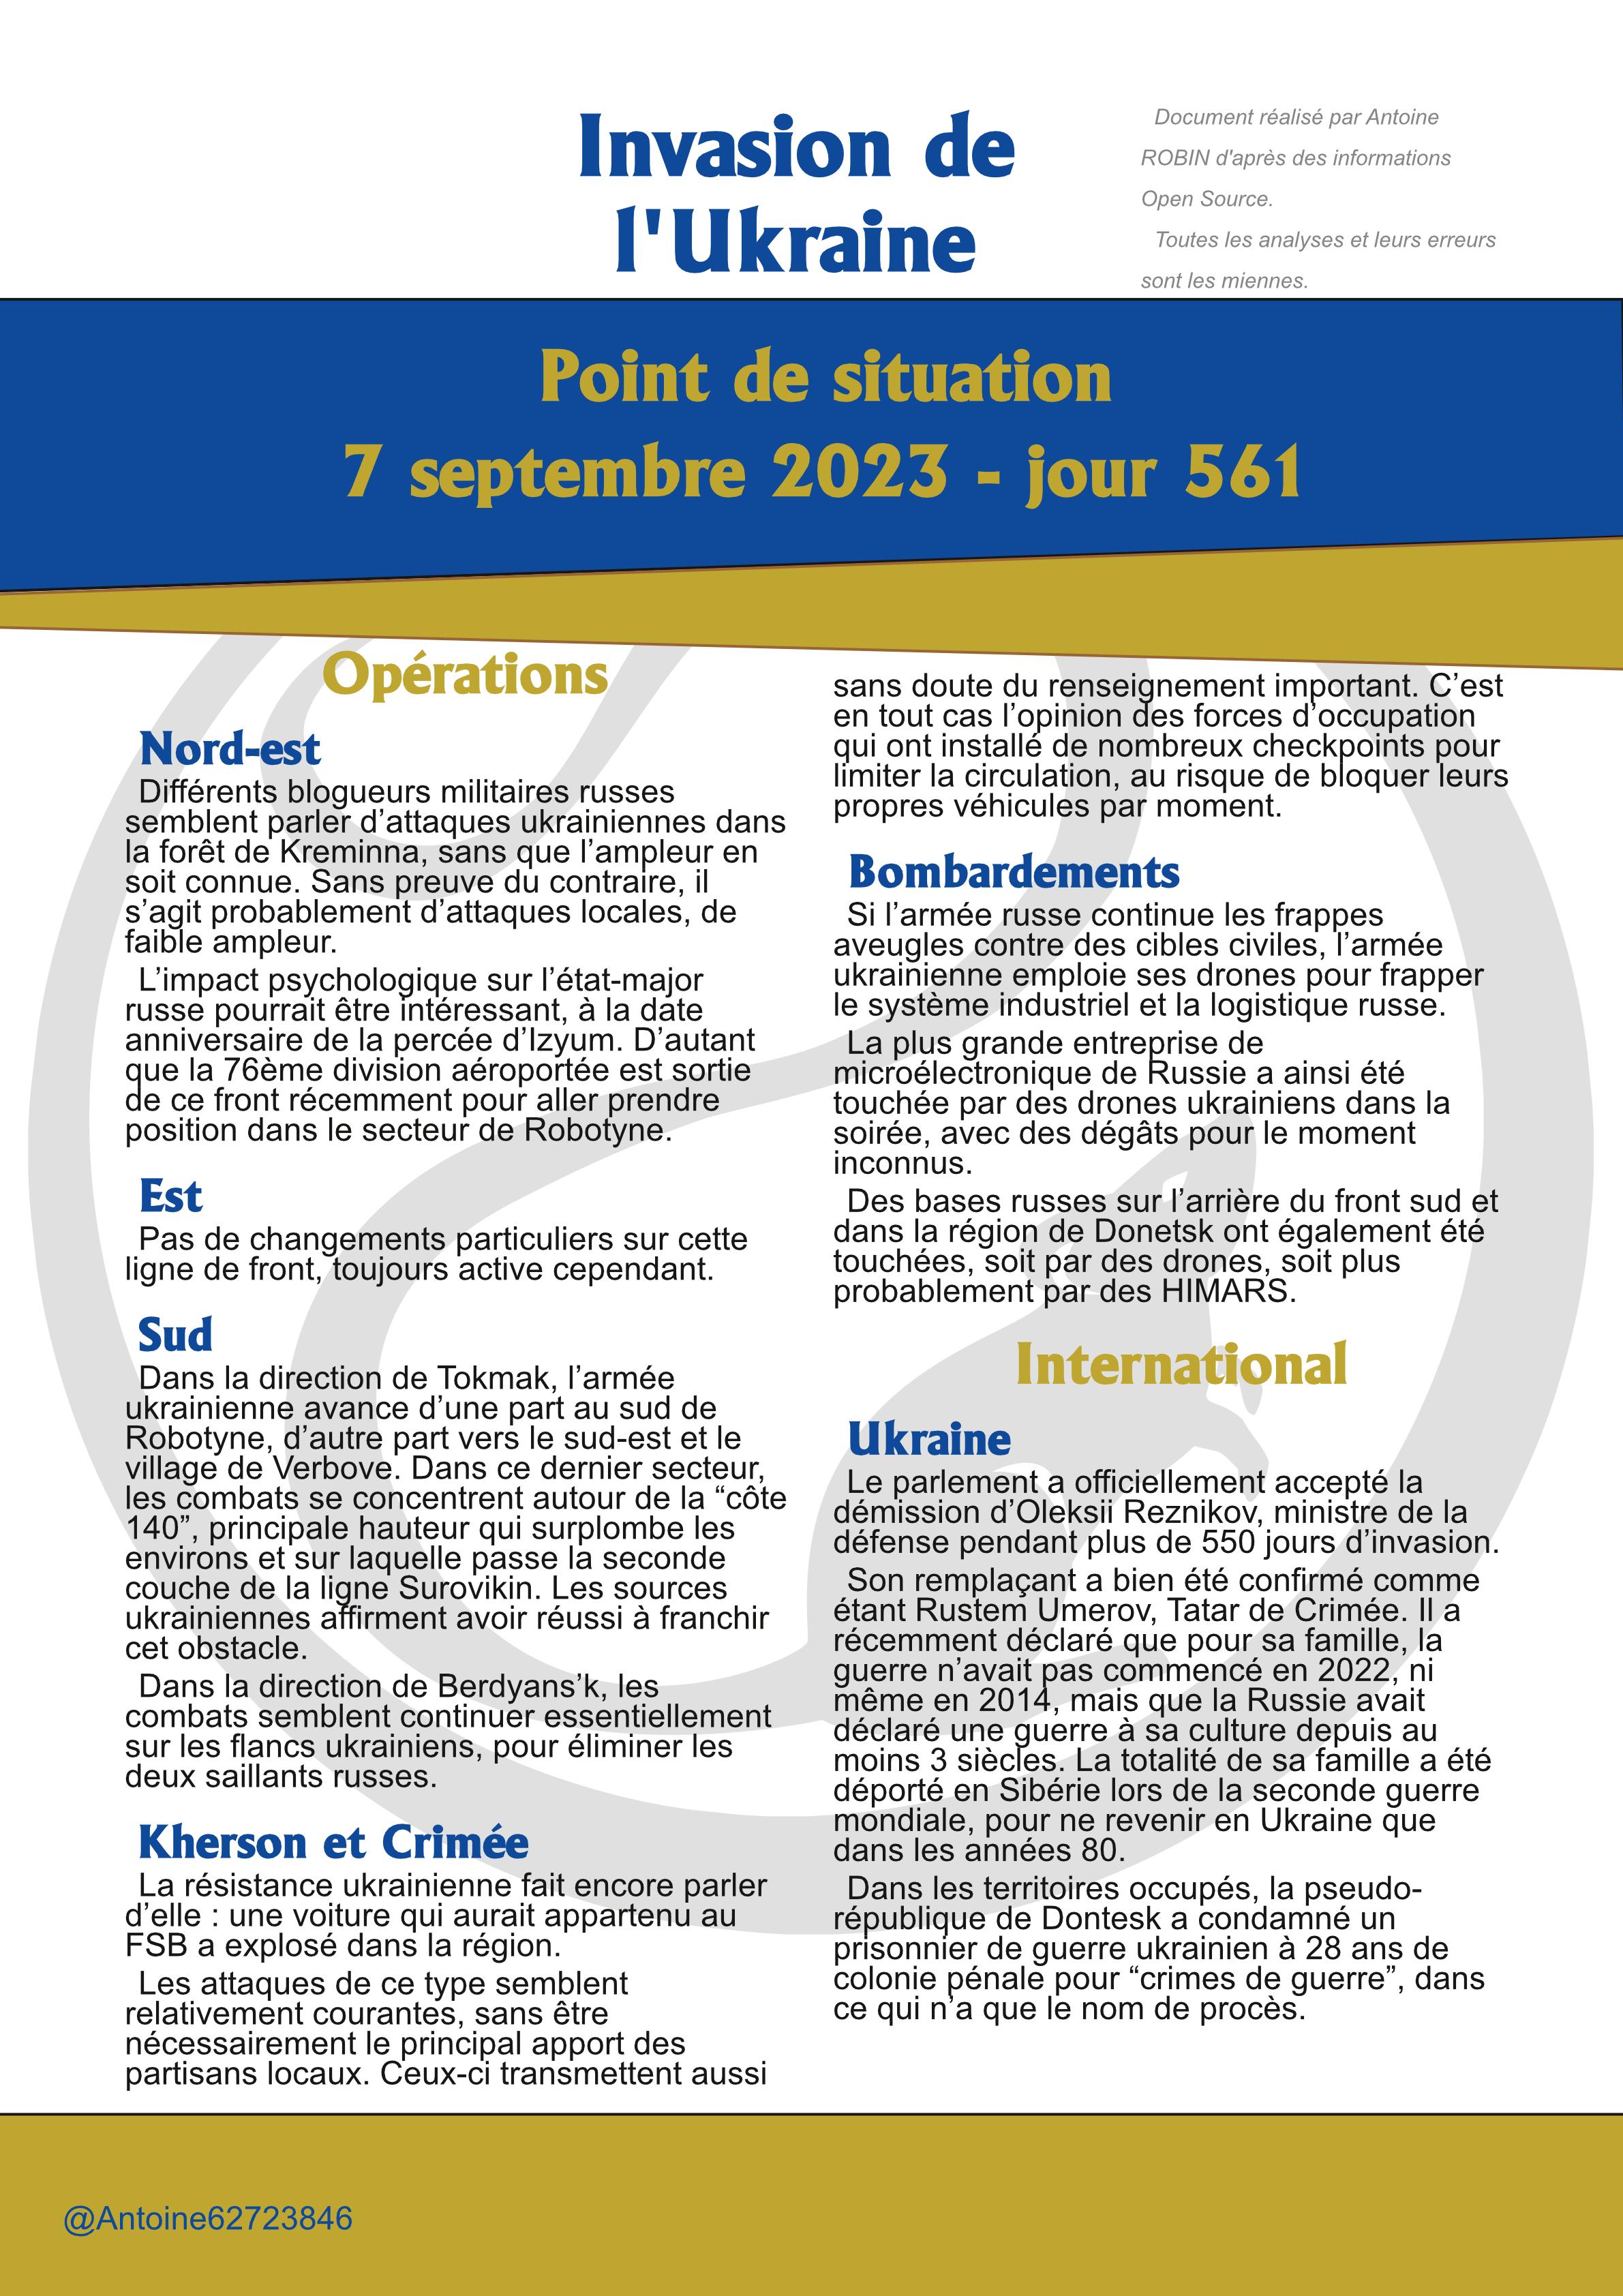 Invasion de
l'Ukraine
Document réalisé par Antoine
ROBIN d'après des informations
Open Source.
Toutes les analyses et leurs erreurs
sont les miennes.
Point de situation
7 septembre 2023 - jour 561
Opérations
Nord-est
Différents blogueurs militaires russes
semblent parler d’attaques ukrainiennes dans
la forêt de Kreminna, sans que l’ampleur en
soit connue. Sans preuve du contraire, il
s’agit probablement d’attaques locales, de
faible ampleur.
L’impact psychologique sur l’état-major
russe pourrait être intéressant, à la date
anniversaire de la percée d’Izyum. D’autant
que la 76ème division aéroportée est sortie
de ce front récemment pour aller prendre
position dans le secteur de Robotyne.
Est
Pas de changements particuliers sur cette
ligne de front, toujours active cependant.
Sud
Dans la direction de Tokmak, l’armée
ukrainienne avance d’une part au sud de
Robotyne, d’autre part vers le sud-est et le
village de Verbove. Dans ce dernier secteur,
les combats se concentrent autour de la “côte
140”, principale hauteur qui surplombe les
environs et sur laquelle passe la seconde
couche de la ligne Surovikin. Les sources
ukrainiennes affirment avoir réussi à franchir
cet obstacle.
Dans la direction de Berdyans’k, les
combats semblent continuer essentiellement
sur les flancs ukrainiens, pour éliminer les
deux saillants russes.
Kherson et Crimée
La résistance ukrainienne fait encore parler
d’elle : une voiture qui aurait appartenu au
FSB a explosé dans la région.
Les attaques de ce type semblent
relativement courantes, sans être
nécessairement le principal apport des
partisans locaux. Ceux-ci transmettent aussi
sans doute du renseignement important. C’est
en tout cas l’opinion des forces d’occupation
qui ont installé de nombreux checkpoints pour
limiter la circulation, au risque de bloquer leurs
propres véhicules par moment.
Bombardements
Si l’armée russe continue les frappes
aveugles contre des cibles civiles, l’armée
ukrainienne emploie ses drones pour frapper
le système industriel et la logistique russe.
La plus grande entreprise de
microélectronique de Russie a ainsi été
touchée par des drones ukrainiens dans la
soirée, avec des dégâts pour le moment
inconnus.
Des bases russes sur l’arrière du front sud et
dans la région de Donetsk ont également été
touchées, soit par des drones, soit plus
probablement par des HIMARS.
International
Ukraine
Le parlement a officiellement accepté la
démission d’Oleksii Reznikov, ministre de la
défense pendant plus de 550 jours d’invasion.
Son remplaçant a bien été confirmé comme
étant Rustem Umerov, Tatar de Crimée. Il a
récemment déclaré que pour sa famille, la
guerre n’avait pas commencé en 2022, ni
même en 2014, mais que la Russie avait
déclaré une guerre à sa culture depuis au
moins 3 siècles. La totalité de sa famille a été
déporté en Sibérie lors de la seconde guerre
mondiale, pour ne revenir en Ukraine que
dans les années 80.
Dans les territoires occupés, la pseudo-
république de Dontesk a condamné un
prisonnier de guerre ukrainien à 28 ans de
colonie pénale pour “crimes de guerre”, dans
ce qui n’a que le nom de procès.
@Antoine62723846